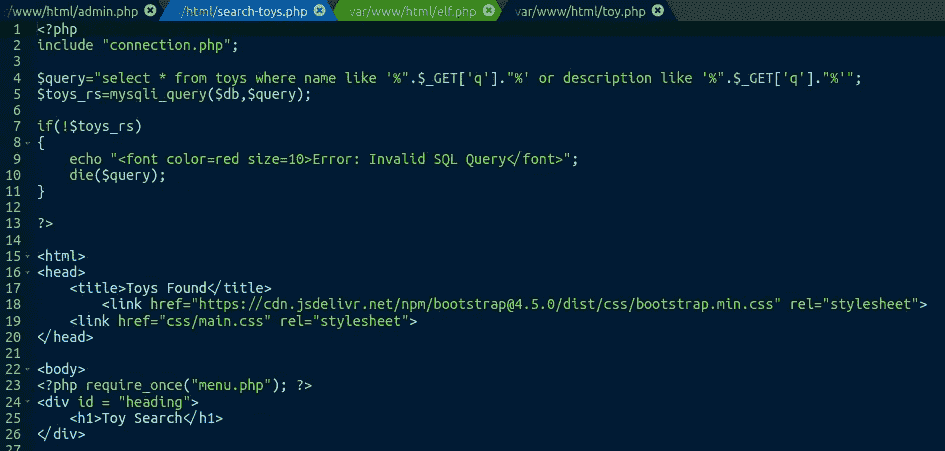 /www/html/admin.php /html/search-toys.php var/www/html/elf.php var/www/html/toy.php
1 <?php
2 include "connection.php";
3
4 $query="select * from toys where name like '%".$_GET['q']."%' or description like '%".$_GET['q']."%'";
5 $toys_rs=mysqli_query($db,$query);
6
7 if(!$toys_rs)
8 {
9     echo "<font color=red size=10>Error: Invalid SQL Query</font>";
10     die($query);
11 }
12
13 ?>
14
15 <html>
16 <head>
17     <title>Toys Found</title>
18         <link href="https://cdn.jsdelivr.net/npm/bootstrap@4.5.0/dist/css/bootstrap.min.css" rel="stylesheet">
19     <link href="css/main.css" rel="stylesheet">
20 </head>
21
22 <body>
23 <?php require_once("menu.php"); ?>
24 <div id = "heading">
25     <h1>Toy Search</h1>
26 </div>
27